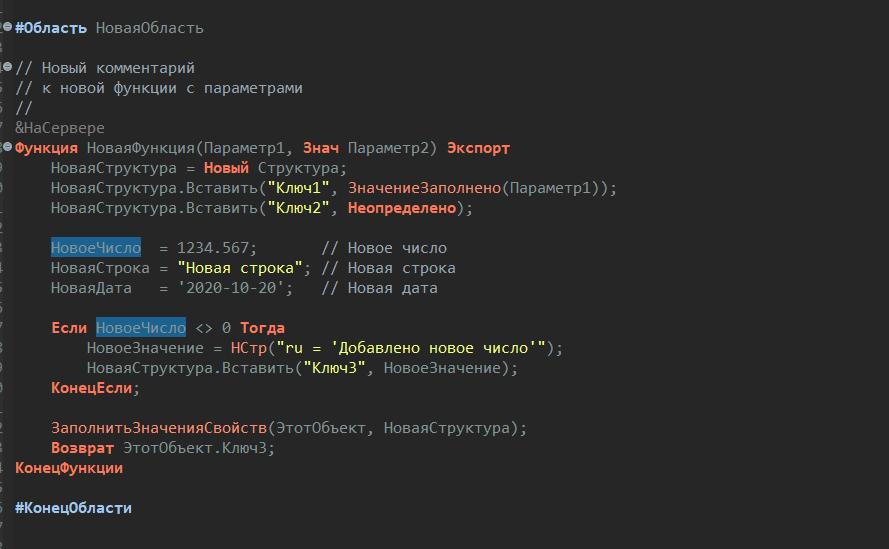 #Область НоваяОбласть
// Новый комментарий
// к новой функции с параметрами
//
&НаСервере
Функция НоваяФункция(Параметр1, Знач Параметр2) Экспорт
    НоваяСтруктура = Новый Структура;
    НоваяСтруктура.Вставить("Ключ1", ЗначениеЗаполнено(Параметр1));
    НоваяСтруктура.Вставить("Ключ2", Неопределено);
    НовоеЧисло  = 1234.567;       // Новое число
    НоваяСтрока = "Новая строка"; // Новая строка
    НоваяДата   = '2020-10-20';   // Новая дата
    Если НовоеЧисло <> 0 Тогда
        НовоеЗначение = НСтр("ru = 'Добавлено новое число'");
        НоваяСтруктура.Вставить("Ключ3", НовоеЗначение);
    КонецЕсли;
    ЗаполнитьЗначенияСвойств(ЭтотОбъект, НоваяСтруктура);
    Возврат ЭтотОбъект.Ключ3;
КонецФункции
#КонецОбласти